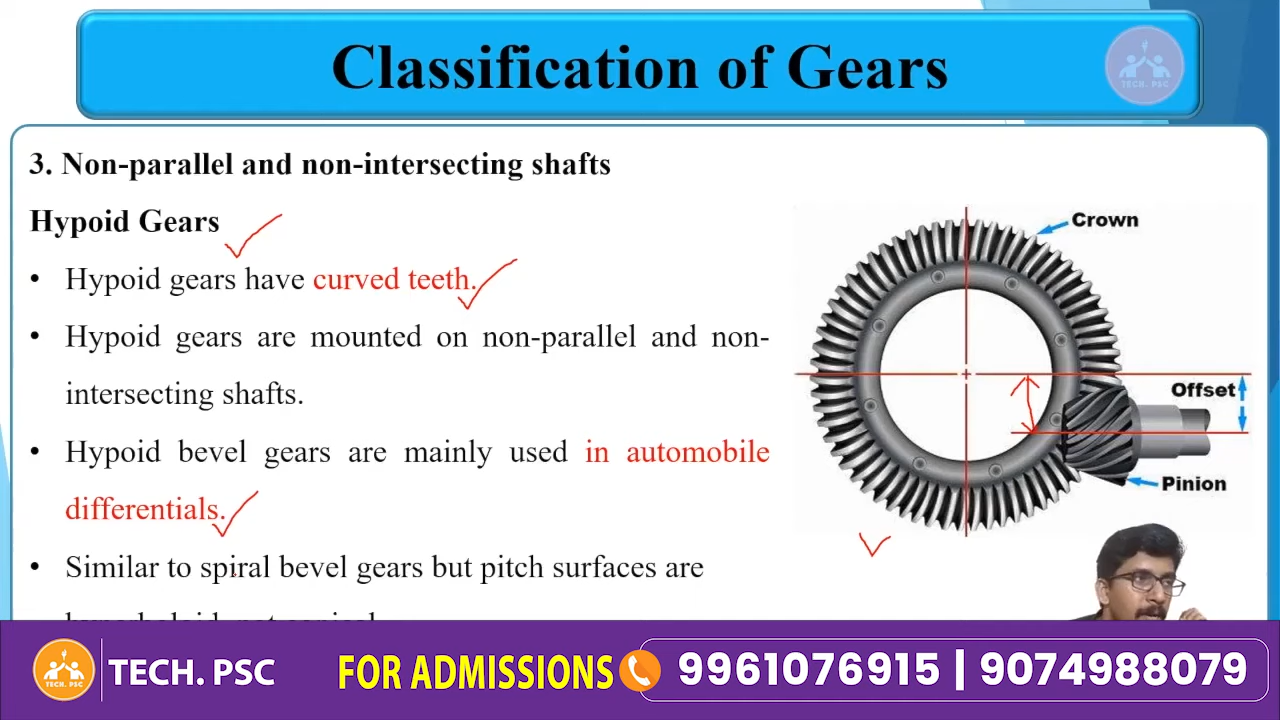 Classification of Gears
TECH. PSC
3. Non-parallel and non-intersecting shafts
Hypoid Gears
• Hypoid gears have curved teeth.
• Hypoid gears are mounted on non-parallel and non-
intersecting shafts.
• Hypoid bevel gears are mainly used in automobile
differentials.
• Similar to spiral bevel gears but pitch surfaces are
Crown
Offset
Pinion
TECH. PSC
TECH. PSC
FOR ADMISSIONS
9961076915 | 9074988079